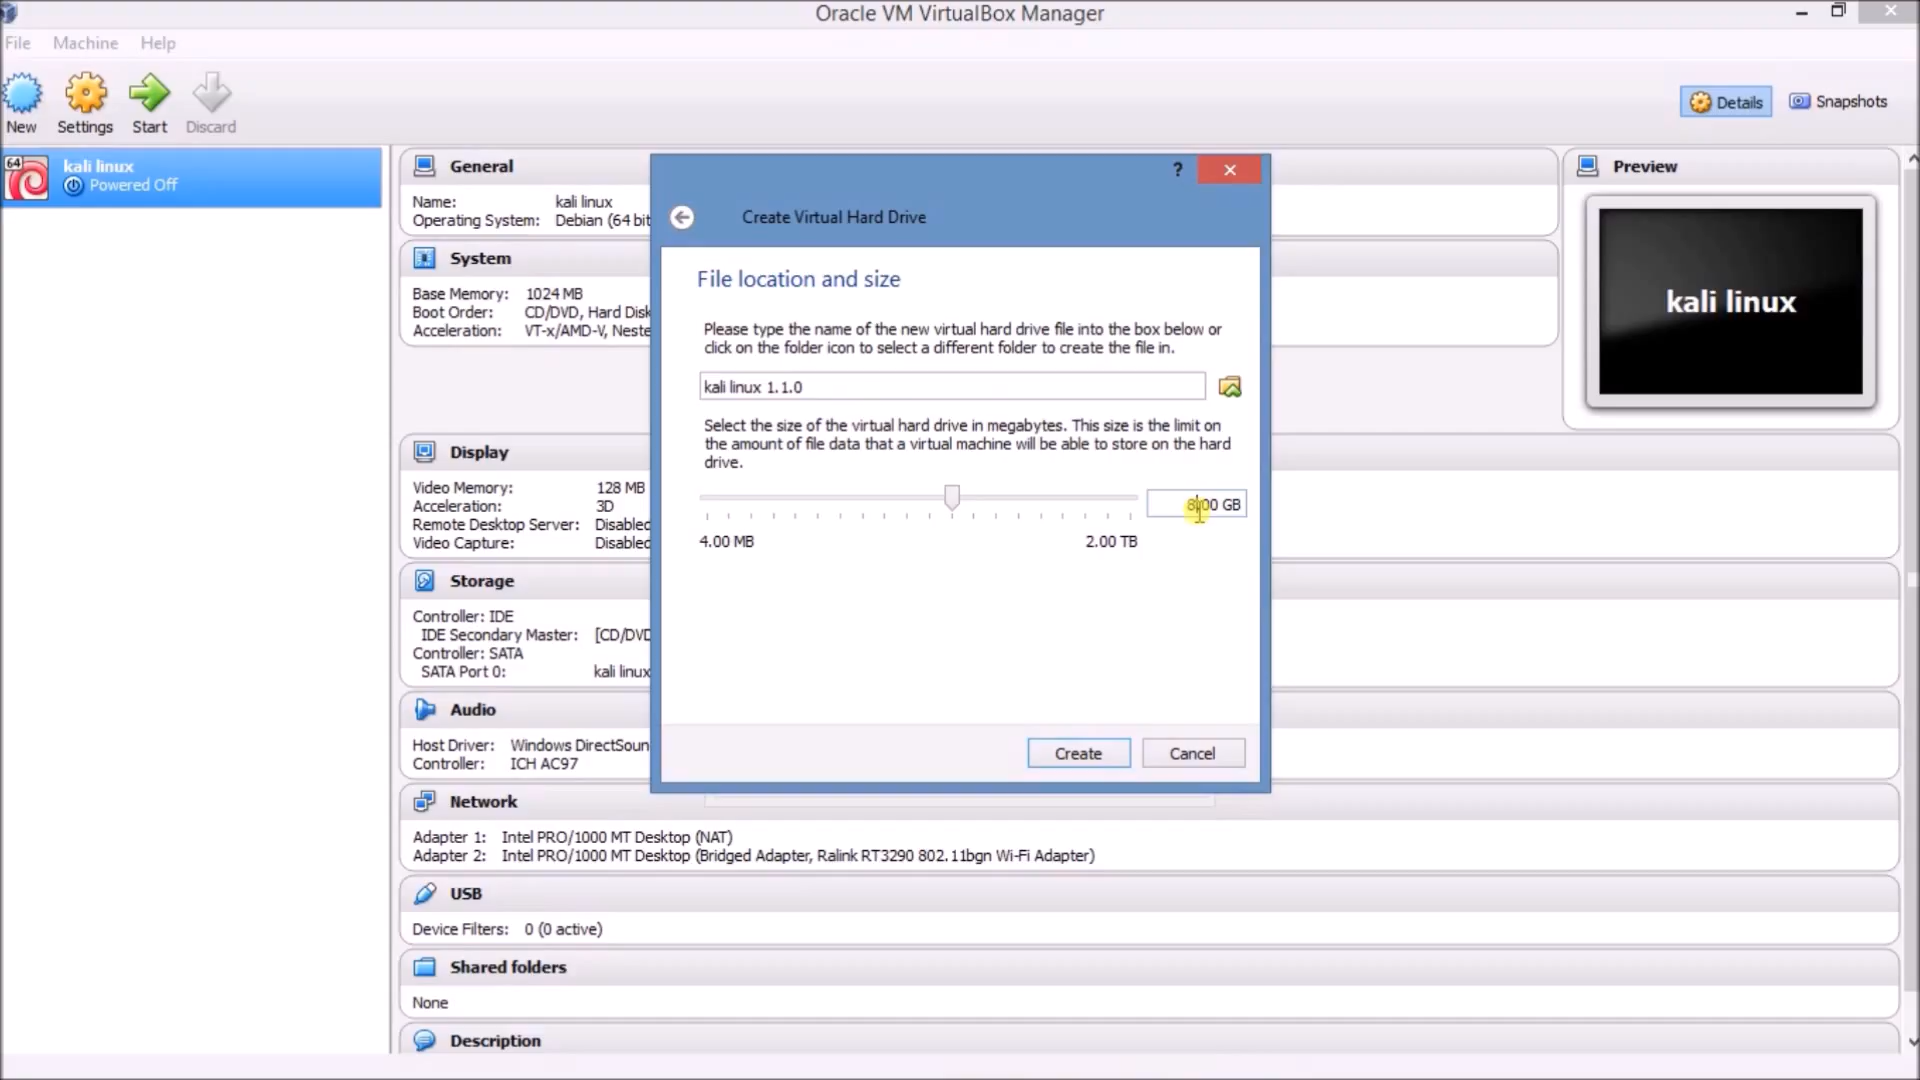 Oracle VM VirtualBox Manager
File Machine Help
New Settings Start Discard
Details Snapshots
64 kali linux
Powered Off
General
Name: kali linux
Operating System: Debian (64 bit
System
Base Memory: 1024 MB
Boot Order: CD/DVD, Hard Disk
Acceleration: VT-x/AMD-V, Neste
Display
Video Memory: 128 MB
Acceleration: 3D
Remote Desktop Server: Disabled
Video Capture: Disabled
Storage
Controller: IDE
IDE Secondary Master: [CD/DVD
Controller: SATA
SATA Port 0: kali linux
Audio
Host Driver: Windows DirectSoun
Controller: ICH AC97
Network
Adapter 1: Intel PRO/1000 MT Desktop (NAT)
Adapter 2: Intel PRO/1000 MT Desktop (Bridged Adapter, Ralink RT3290 802.11bgn Wi-Fi Adapter)
USB
Device Filters: 0 (0 active)
Shared folders
None
Description
Preview
kali linux
?
Create Virtual Hard Drive
File location and size
Please type the name of the new virtual hard drive file into the box below or
click on the folder icon to select a different folder to create the file in.
kali linux 1.1.0
Select the size of the virtual hard drive in megabytes. This size is the limit on
the amount of file data that a virtual machine will be able to store on the hard
drive.
8.00 GB
4.00 MB 2.00 TB
Create Cancel